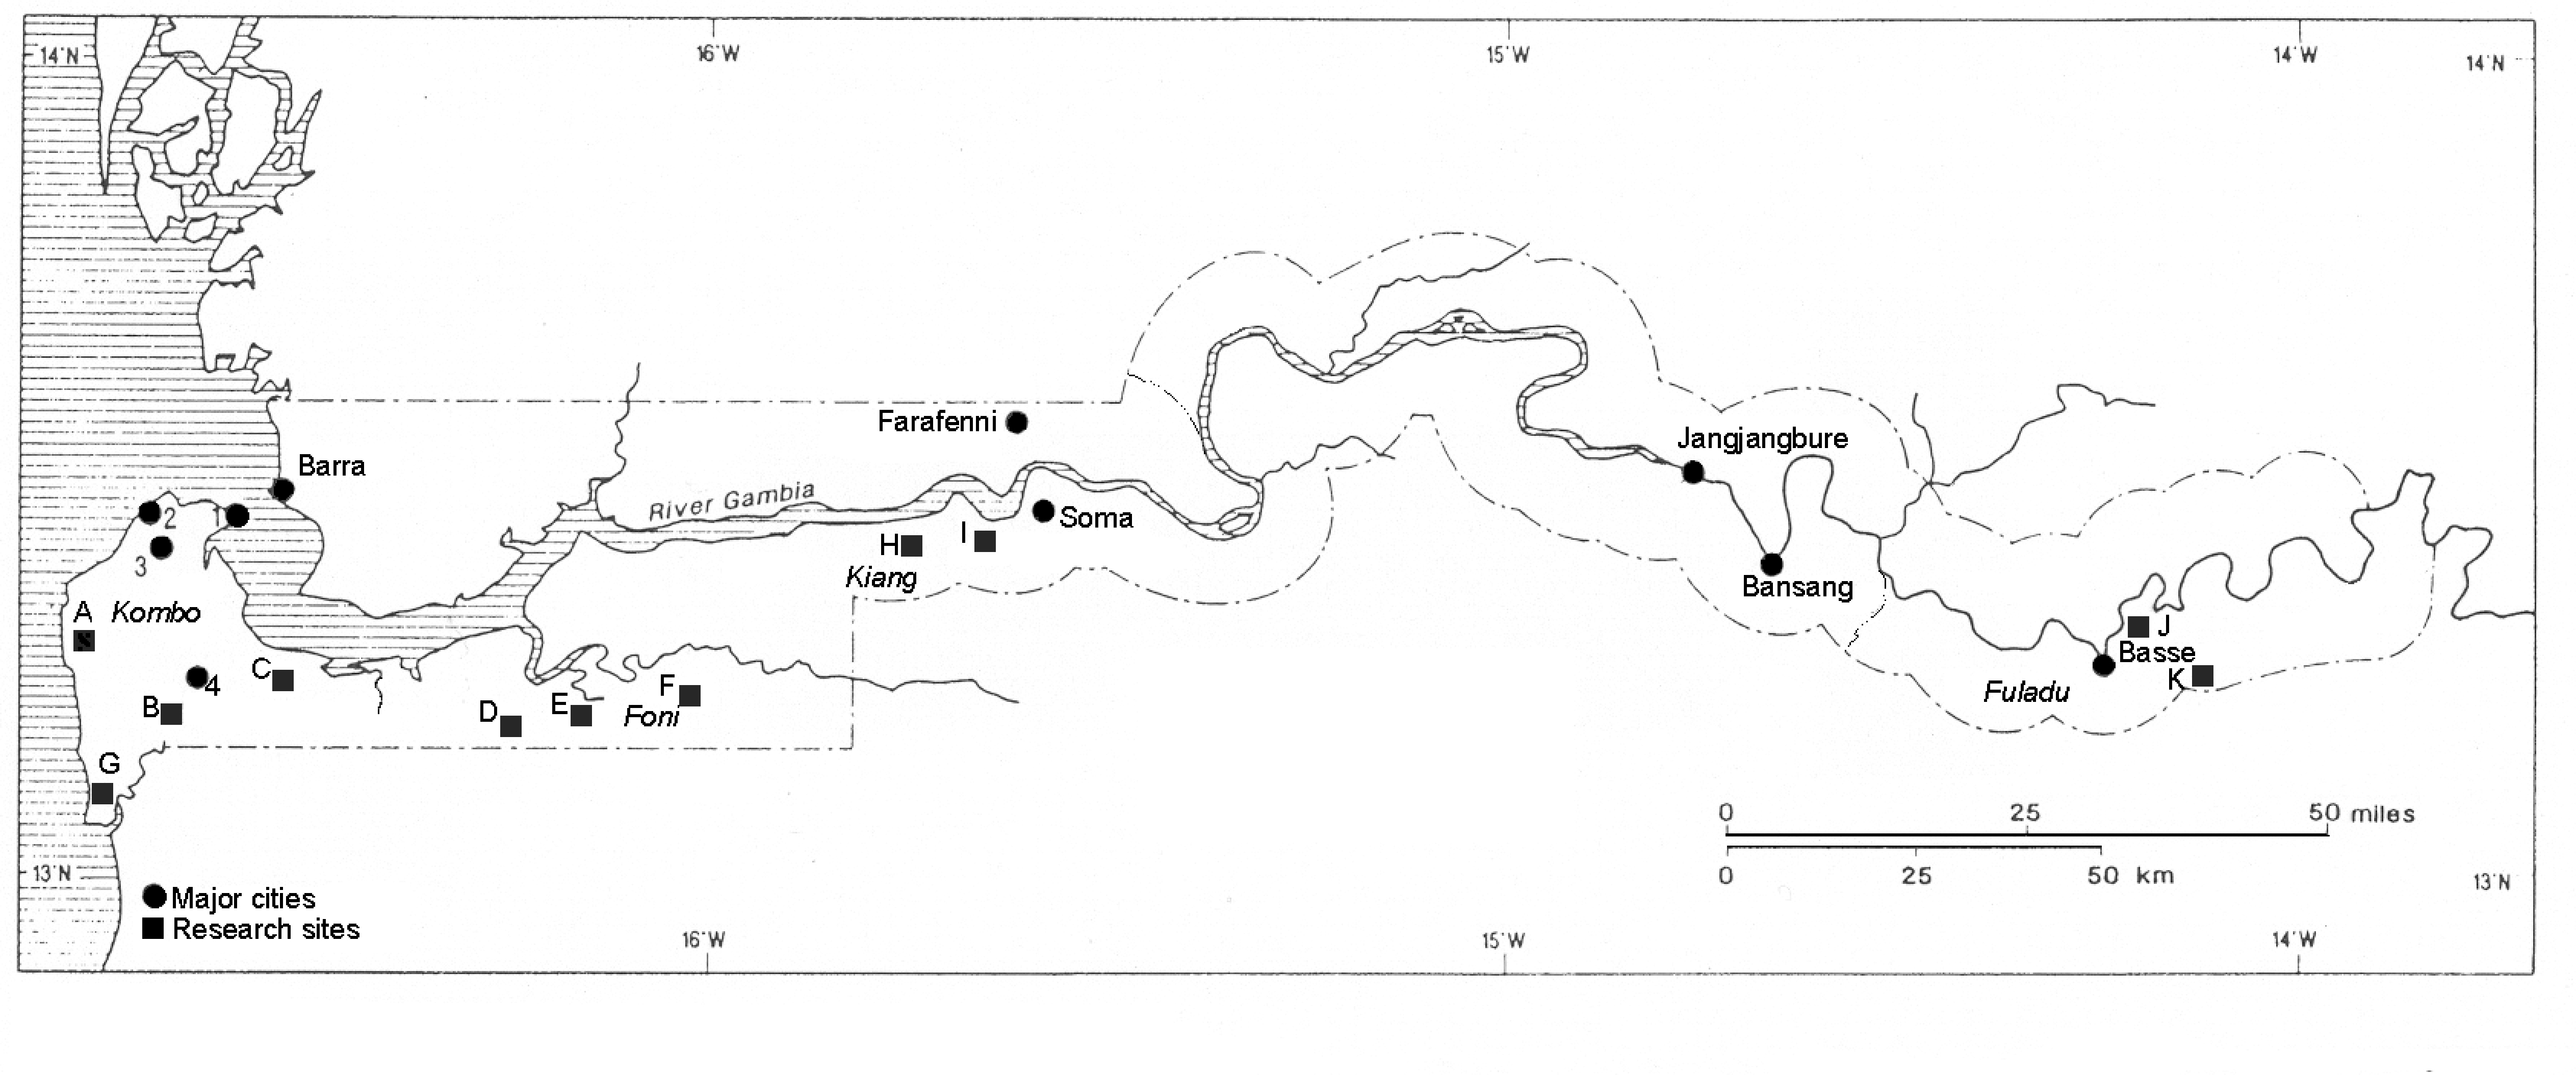 16°W
15°W
14°W
14°N
14°N
Farafenni
Jangjangbure
Barra
River Gambia
2
1
Soma
3
H
I
Kiang
Bansang
A
Kombo
J
Basse
C
4
K
B
D
E
F
Foni
Fuladu
G
0 25 50 miles
0 25 50 km
13°N
13°N
Major cities
Research sites
16°W
15°W
14°W